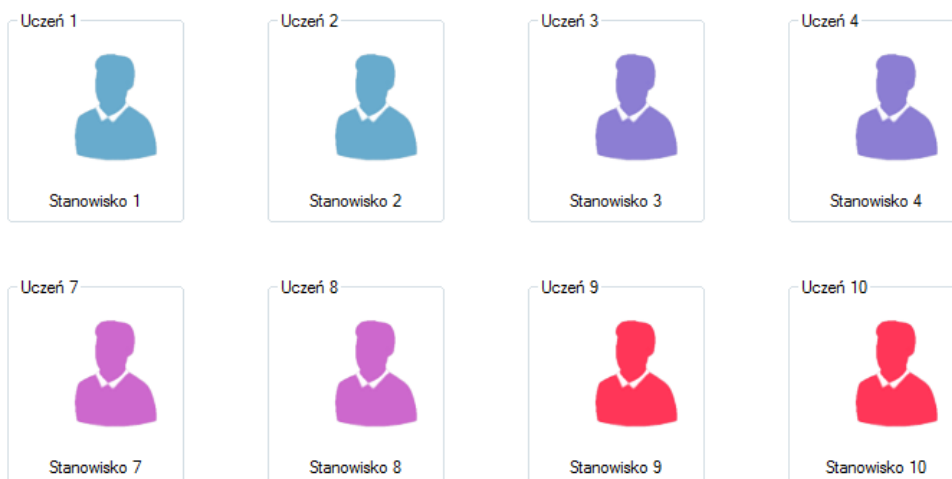 Uczeń 1
Uczeń 2
Uczeń 3
Uczeń 4
Stanowisko 1
Stanowisko 2
Stanowisko 3
Stanowisko 4
Uczeń 7
Uczeń 8
Uczeń 9
Uczeń 10
Stanowisko 7
Stanowisko 8
Stanowisko 9
Stanowisko 10